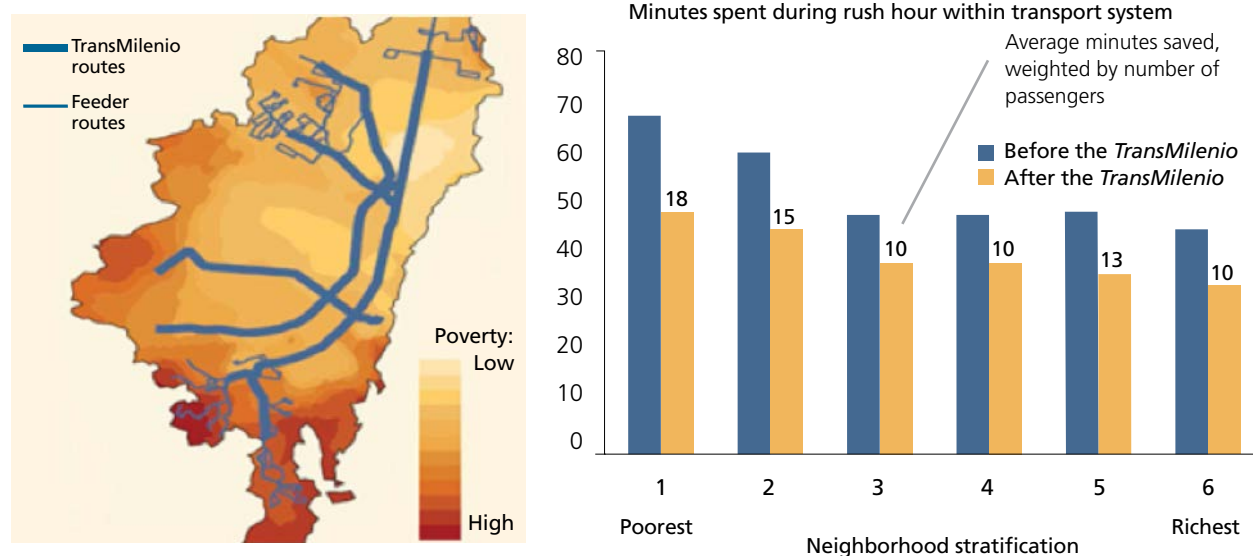 TransMilenio
routes
Feeder
routes
Poverty:
Low
High
Minutes spent during rush hour within transport system
Average minutes saved,
weighted by number of
passengers
Before the TransMilenio
After the TransMilenio
80
70
60
50
40
30
20
10
0
18
15
10
10
13
10
1 2 3 4 5 6
Poorest Richest
Neighborhood stratification